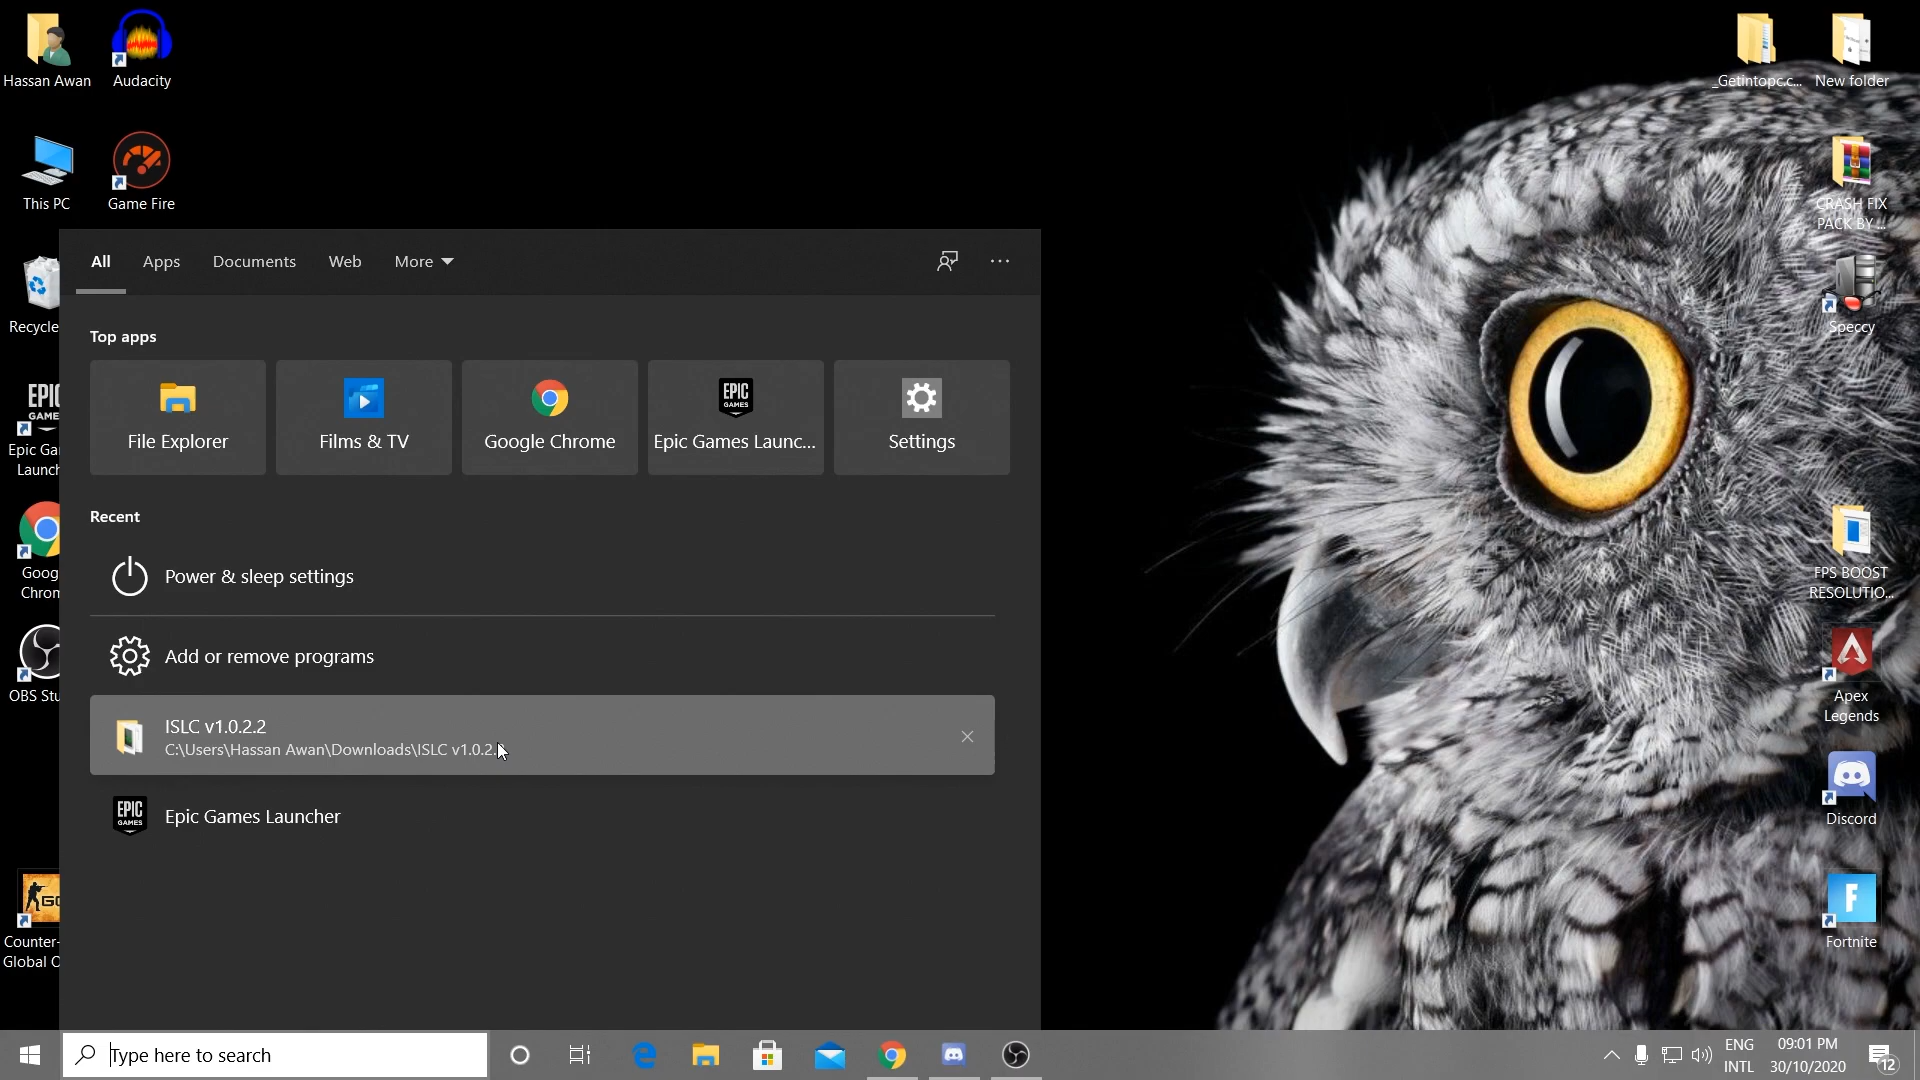 Hassan Awan
Audacity
_Getintopc.c...
New folder
This PC
Game Fire
CRASH FIX
PACK BY ...
All
Apps
Documents
Web
More
Recycle
Speccy
Top apps
EPIC
GAMES
File Explorer
Films & TV
Google Chrome
EPIC
GAMES
Epic Games Launc...
Settings
Epic Ga
Launch
Recent
Goog
Chrom
Power & sleep settings
FPS BOOST
RESOLUTIO...
Add or remove programs
OBS Stu
Apex
Legends
ISLC v1.0.2.2
C:\Users\Hassan Awan\Downloads\ISLC v1.0.2.
EPIC
GAMES
Epic Games Launcher
Discord
GO
Counter-
Global O
F
Fortnite
Type here to search
ENG
INTL
09:01 PM
30/10/2020
12